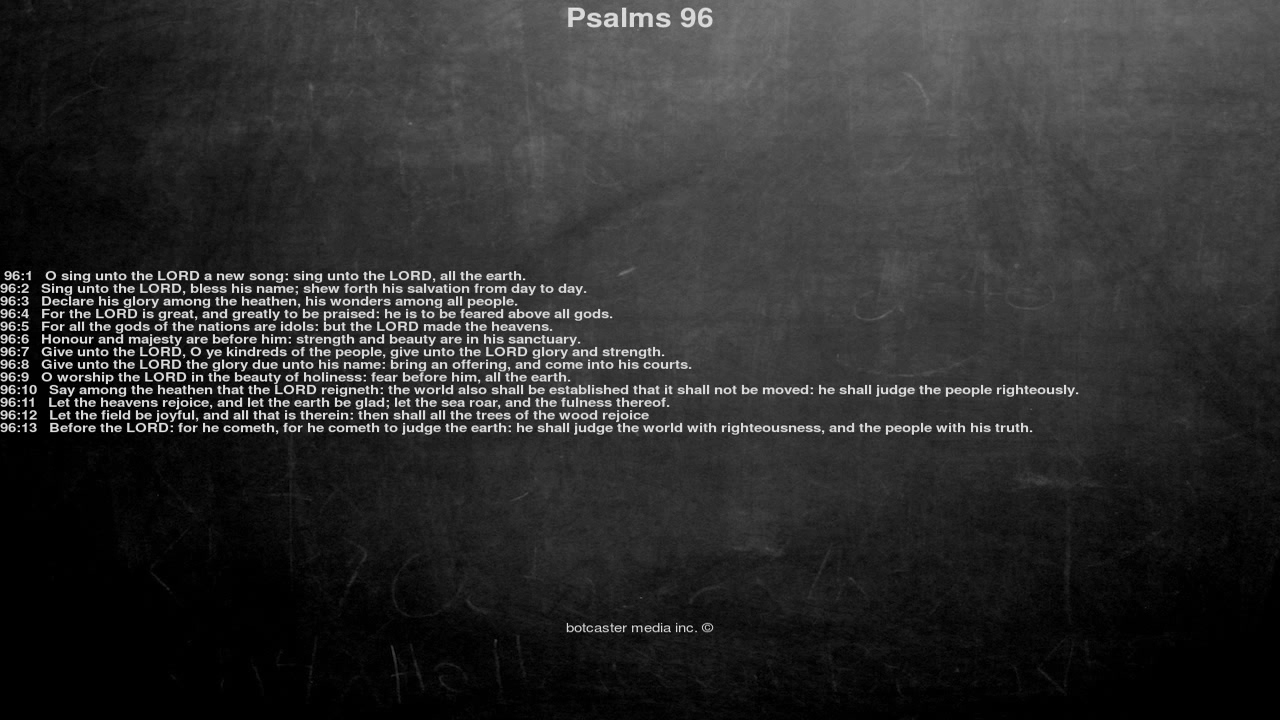 Psalms 96
96:1 O sing unto the LORD a new song: sing unto the LORD, all the earth.
96:2 Sing unto the LORD, bless his name; shew forth his salvation from day to day.
96:3 Declare his glory among the heathen, his wonders among all people.
96:4 For the LORD is great, and greatly to be praised: he is to be feared above all gods.
96:5 For all the gods of the nations are idols: but the LORD made the heavens.
96:6 Honour and majesty are before him: strength and beauty are in his sanctuary.
96:7 Give unto the LORD, O ye kindreds of the people, give unto the LORD glory and strength.
96:8 Give unto the LORD the glory due unto his name: bring an offering, and come into his courts.
96:9 O worship the LORD in the beauty of holiness: fear before him, all the earth.
96:10 Say among the heathen that the LORD reigneth: the world also shall be established that it shall not be moved: he shall judge the people righteously.
96:11 Let the heavens rejoice, and let the earth be glad; let the sea roar, and the fulness thereof.
96:12 Let the field be joyful, and all that is therein: then shall all the trees of the wood rejoice
96:13 Before the LORD: for he cometh, for he cometh to judge the earth: he shall judge the world with righteousness, and the people with his truth.
botcaster media inc. ©